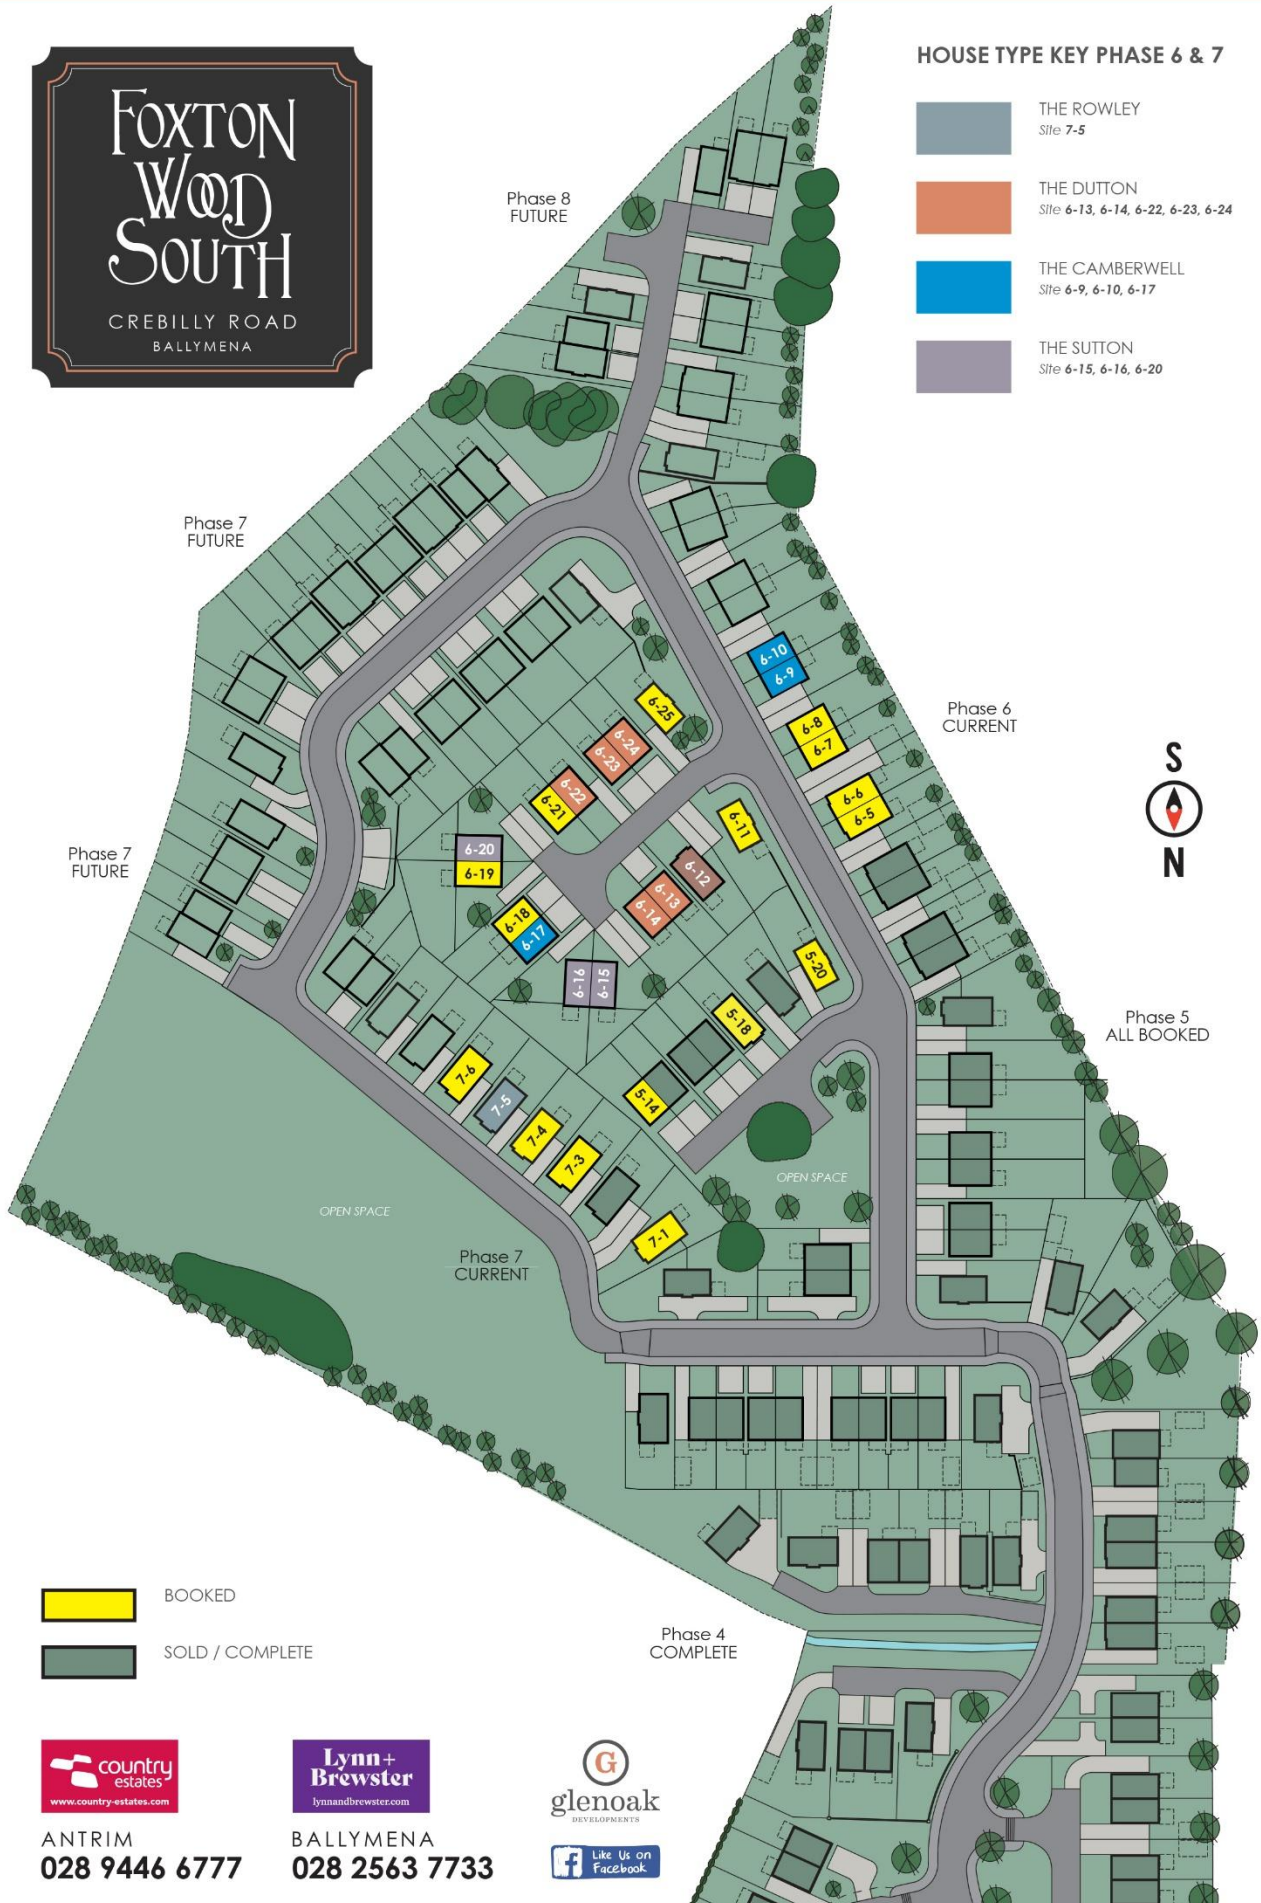 FOXTON
WOOD
SOUTH
CREBILLY ROAD
BALLYMENA
HOUSE TYPE KEY PHASE 6 & 7
THE ROWLEY
Site 7-5
THE DUTTON
Site 6-13, 6-14, 6-22, 6-23, 6-24
THE CAMBERWELL
Site 6-9, 6-10, 6-17
THE SUTTON
Site 6-15, 6-16, 6-20
Phase 8
FUTURE
Phase 7
FUTURE
6-10
6-9
6-25
6-8
6-7
Phase 6
CURRENT
6-24
6-23
6-22
6-21
6-6
6-5
6-11
S
N
Phase 7
FUTURE
6-20
6-19
6-12
6-13
6-14
6-18
6-17
6-16
6-15
5-20
5-18
5-14
Phase 5
ALL BOOKED
7-6
7-5
7-4
7-3
7-1
OPEN SPACE
OPEN SPACE
Phase 7
CURRENT
BOOKED
SOLD / COMPLETE
Phase 4
COMPLETE
country
estates
www.country-estates.com
ANTRIM
028 9446 6777
Lynn+
Brewster
lynnandbrewster.com
BALLYMENA
028 2563 7733
G
glenoak
DEVELOPMENTS
f
Like Us on
Facebook